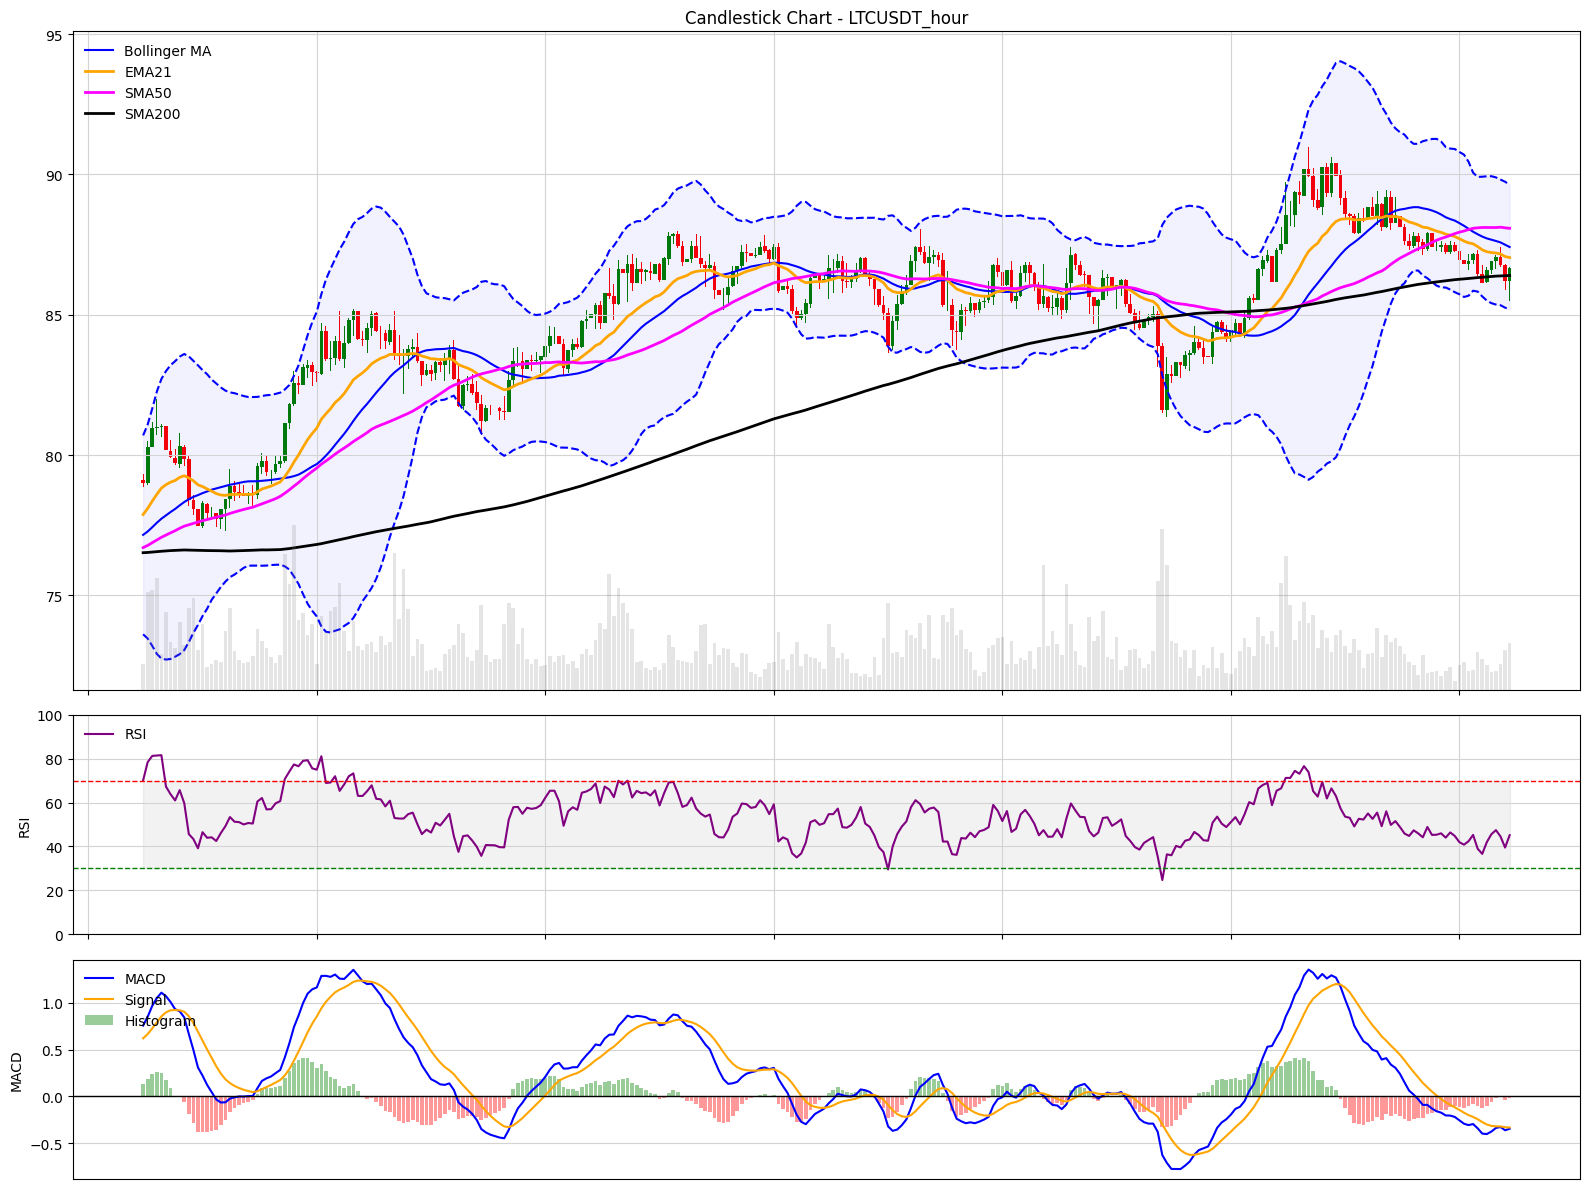 Candlestick Chart - LTCUSDT_hour
95
Bollinger MA
EMA21
SMA50
SMA200
90
85
80
75
100
RSI
80
60
RSI
40
20
0
MACD
Signal
Histogram
1.0
0.5
MACD
0.0
−0.5